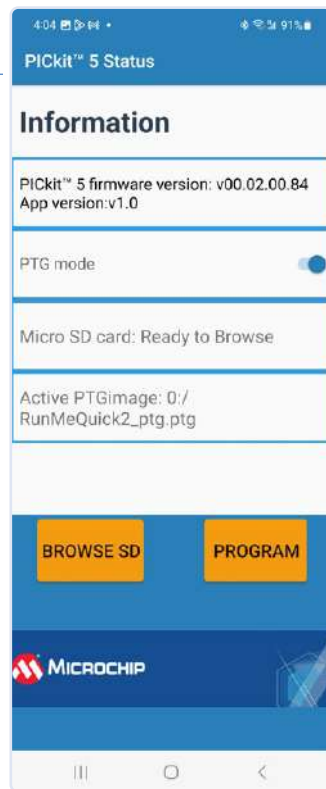 4:04
91%
PICkit™ 5 Status
Information
PICkit™ 5 firmware version: v00.02.00.84
App version:v1.0
PTG mode
Micro SD card: Ready to Browse
Active PTGimage: 0:/
RunMeQuick2_ptg.ptg
BROWSE SD
PROGRAM
MICROCHIP